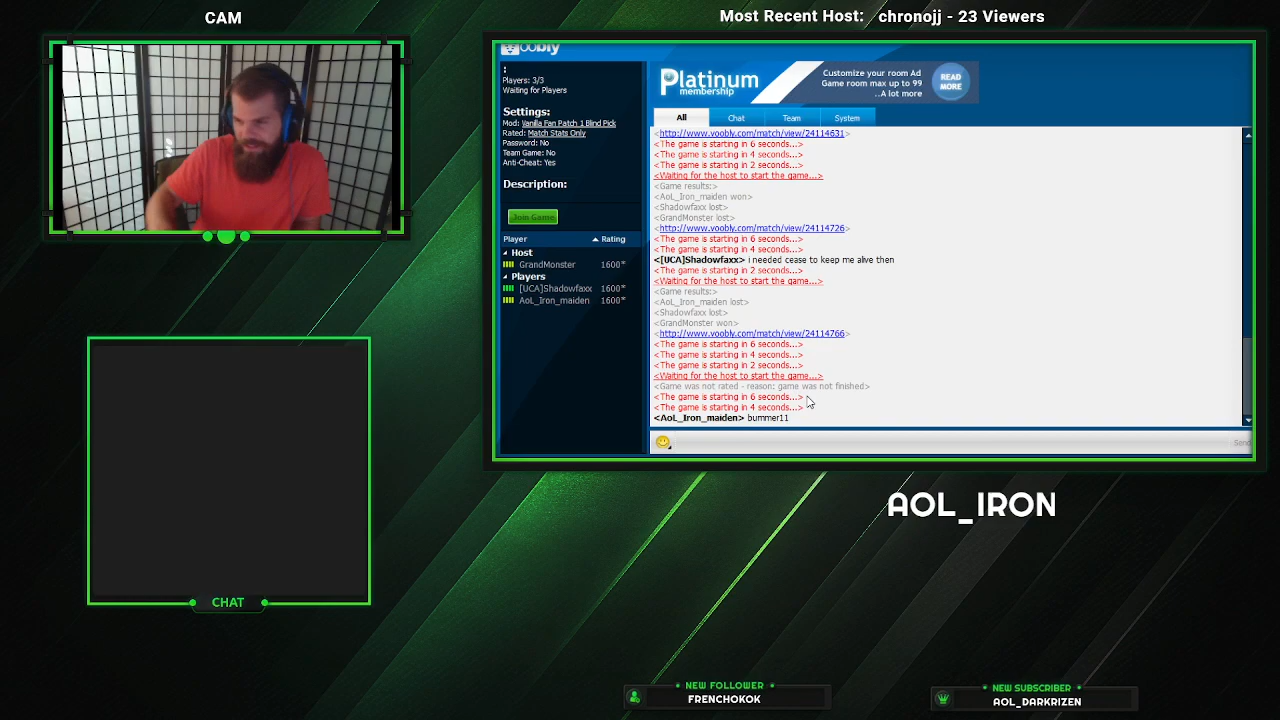 CAM
Most Recent Host: chronojj - 23 Viewers
voobly
:
Players: 3/3
Waiting for Players
Settings:
Mod: Vanilla Fan Patch 1 Blind Pick
Rated: Match Stats Only
Password: No
Team Game: No
Anti-Cheat: Yes
Description:
Join Game
Player Rating
Host
GrandMonster 1600*
Players
[UCA]Shadowfaxx 1600*
AoL_Iron_maiden 1600*
Platinum
membership
Customize your room Ad
Game room max up to 99
..A lot more
READ
MORE
All Chat Team System
<http://www.voobly.com/match/view/24114631>
<The game is starting in 6 seconds...>
<The game is starting in 4 seconds...>
<The game is starting in 2 seconds...>
<Waiting for the host to start the game...>
<Game results:>
<AoL_Iron_maiden won>
<Shadowfaxx lost>
<GrandMonster lost>
<http://www.voobly.com/match/view/24114726>
<The game is starting in 6 seconds...>
<The game is starting in 4 seconds...>
<[UCA]Shadowfaxx> i needed cease to keep me alive then
<The game is starting in 2 seconds...>
<Waiting for the host to start the game...>
<Game results:>
<AoL_Iron_maiden lost>
<Shadowfaxx lost>
<GrandMonster won>
<http://www.voobly.com/match/view/24114766>
<The game is starting in 6 seconds...>
<The game is starting in 4 seconds...>
<The game is starting in 2 seconds...>
<Waiting for the host to start the game...>
<Game was not rated - reason: game was not finished>
<The game is starting in 6 seconds...>
<The game is starting in 4 seconds...>
<AoL_Iron_maiden> bummer11
Send
AOL_IRON
CHAT
NEW FOLLOWER
FRENCHOKOK
NEW SUBSCRIBER
AOL_DARKRIZEN